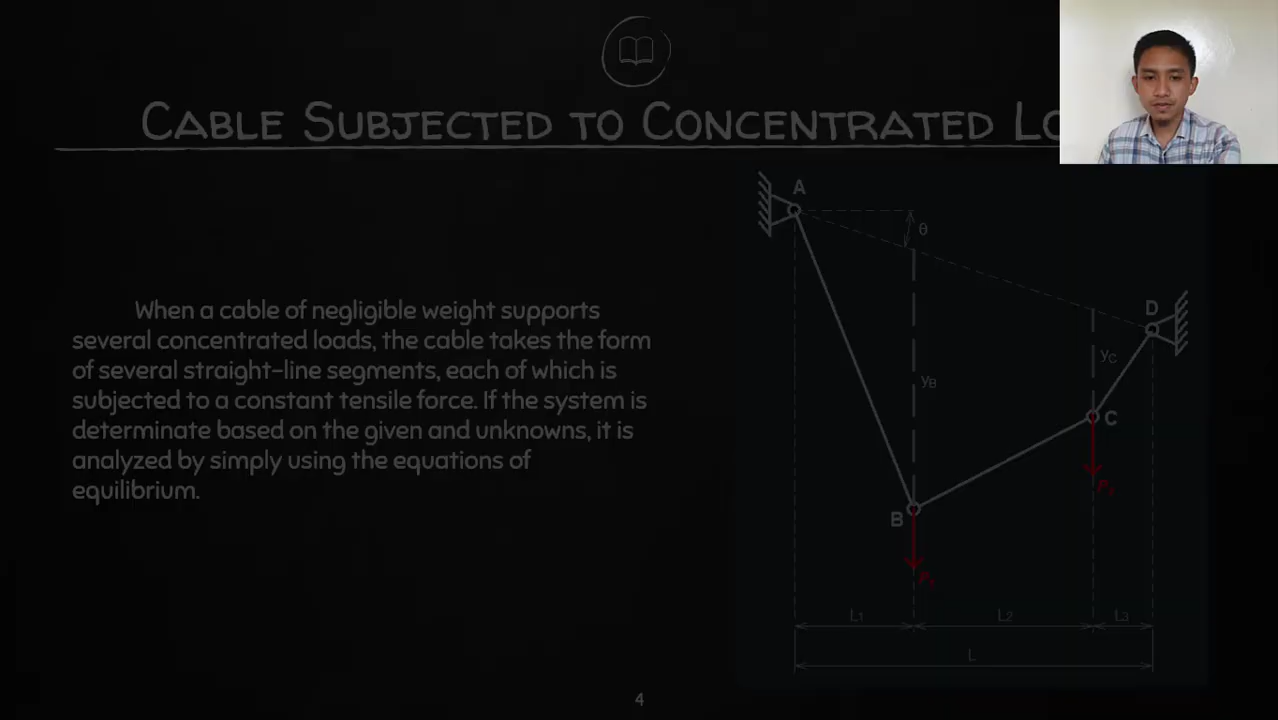 CABLE SUBJECTED TO CONCENTRATED
When a cable of negligible weight supports
several concentrated loads, the cable takes the form
of several straight-line segments, each of which is
subjected to a constant tensile force. If the system is
determinate based on the given and unknowns, it is
analyzed by simply using the equations of
equilibrium.
A
θ
D
yC
yB
C
B
L1
L2
L3
L
4